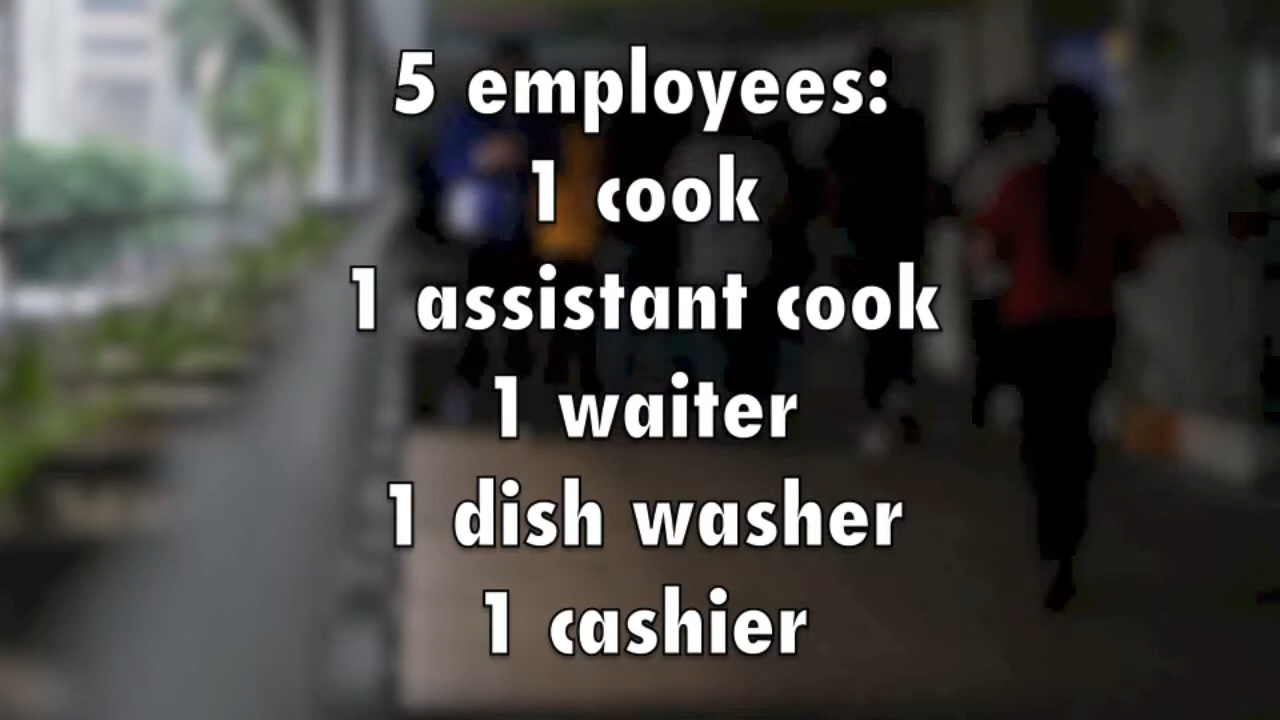 5 employees:
1 cook
1 assistant cook
1 waiter
1 dish washer
1 cashier